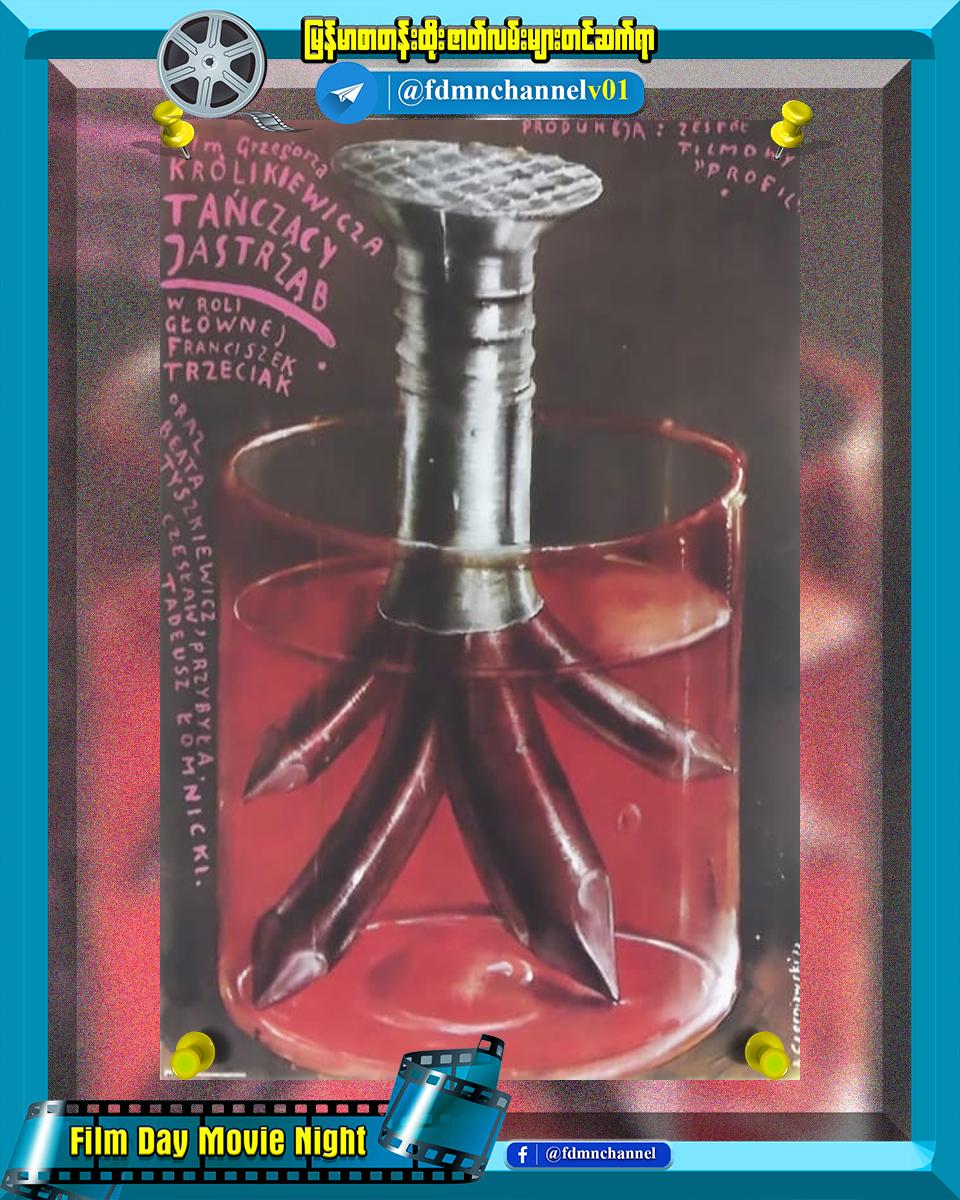 မြန်မာစာတန်းထိုးဇာတ်လမ်းများတင်ဆက်ရာ
@fdmnchannelv01
PRODUKCJA : ZESPÓŁ
FILMOWY
"PROFIL"
Film Grzegorza
KRÓLIKIEWICZA
TAŃCZĄCY
JASTRZĄB
W ROLI
GŁÓWNEJ
FRANCISZEK
TRZECIAK
ORAZ
BEATA
TYSZKIEWICZ, PRZYBYŁA,
CZESŁAW
TADEUSZ ŁOMNICKI.
Film Day Movie Night
f | @fdmnchannel